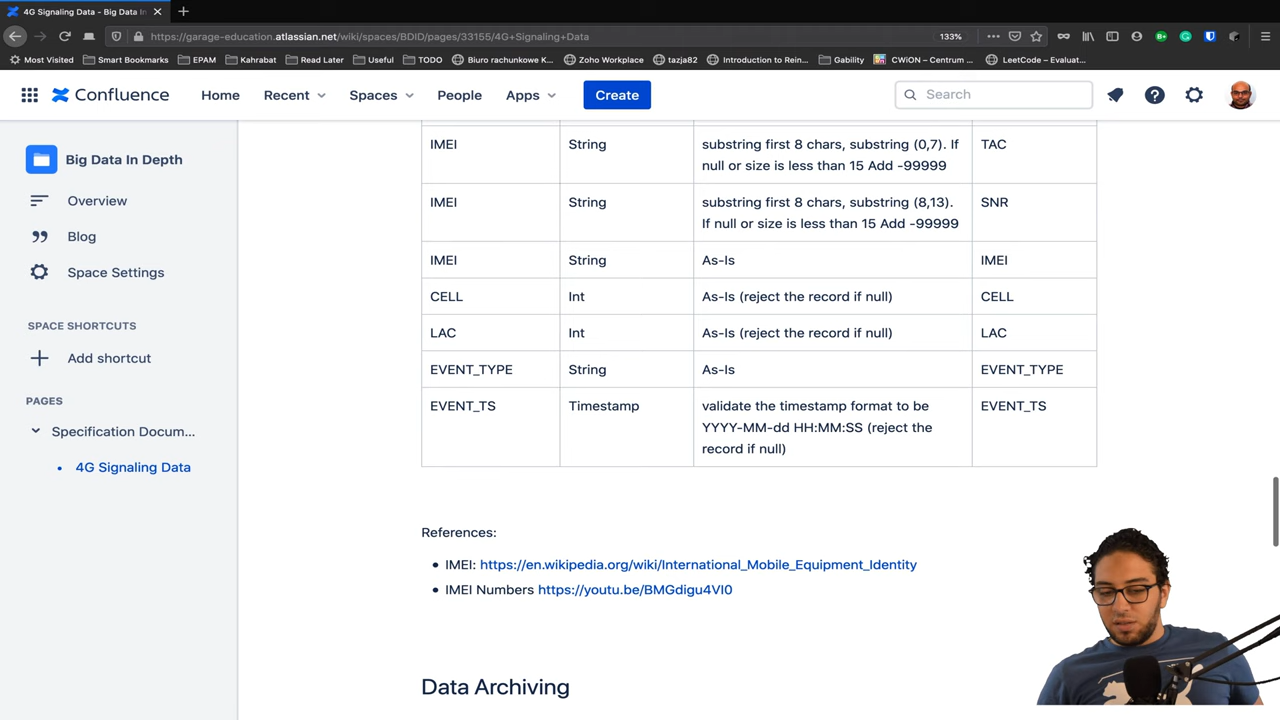 4G Signaling Data - Big Data In
https://garage-education.atlassian.net/wiki/spaces/BDID/pages/33155/4G+Signaling+Data
133%
Most Visited Smart Bookmarks EPAM Kahrabat Useful TODO Biuro rachunkowe K... Zoho Workplace tazja82 Introduction to Rein... Gability CWiON – Centrum ... LeetCode – Evaluat...
Confluence Home Recent Spaces People Apps Create Search
Big Data In Depth
Overview
Blog
Space Settings
SPACE SHORTCUTS
Add shortcut
PAGES
Specification Docum...
4G Signaling Data
IMEI String substring first 8 chars, substring (0,7). If TAC
null or size is less than 15 Add -99999
IMEI String substring first 8 chars, substring (8,13). SNR
If null or size is less than 15 Add -99999
IMEI String As-Is IMEI
CELL Int As-Is (reject the record if null) CELL
LAC Int As-Is (reject the record if null) LAC
EVENT_TYPE String As-Is EVENT_TYPE
EVENT_TS Timestamp validate the timestamp format to be EVENT_TS
YYYY-MM-dd HH:MM:SS (reject the
record if null)
References:
IMEI: https://en.wikipedia.org/wiki/International_Mobile_Equipment_Identity
IMEI Numbers https://youtu.be/BMGdigu4VI0
Data Archiving